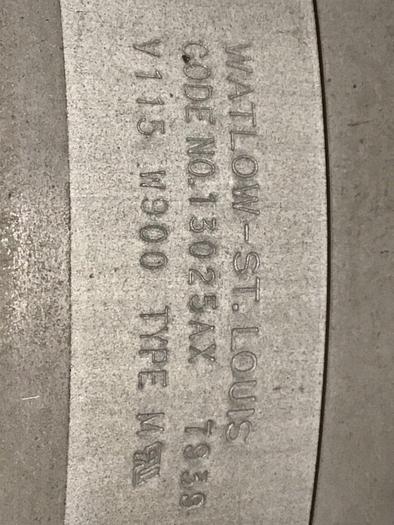 WATLOW-ST. LOUIS
CODE NO. 13025AX 7939
V115 W900 TYPE M